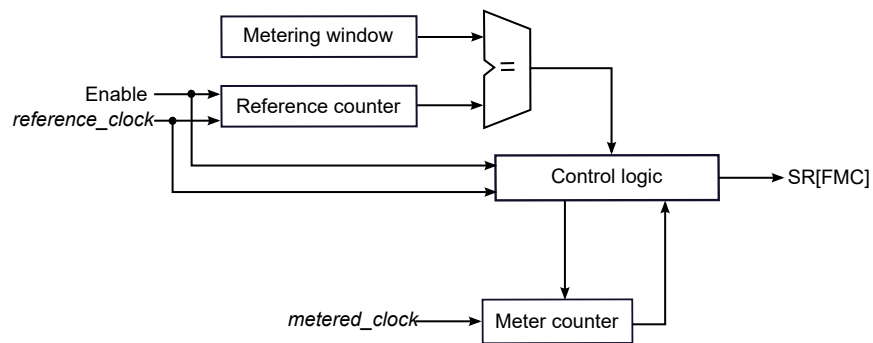 Metering window
=
Enable
Reference counter
reference_clock
Control logic
SR[FMC]
metered_clock
Meter counter